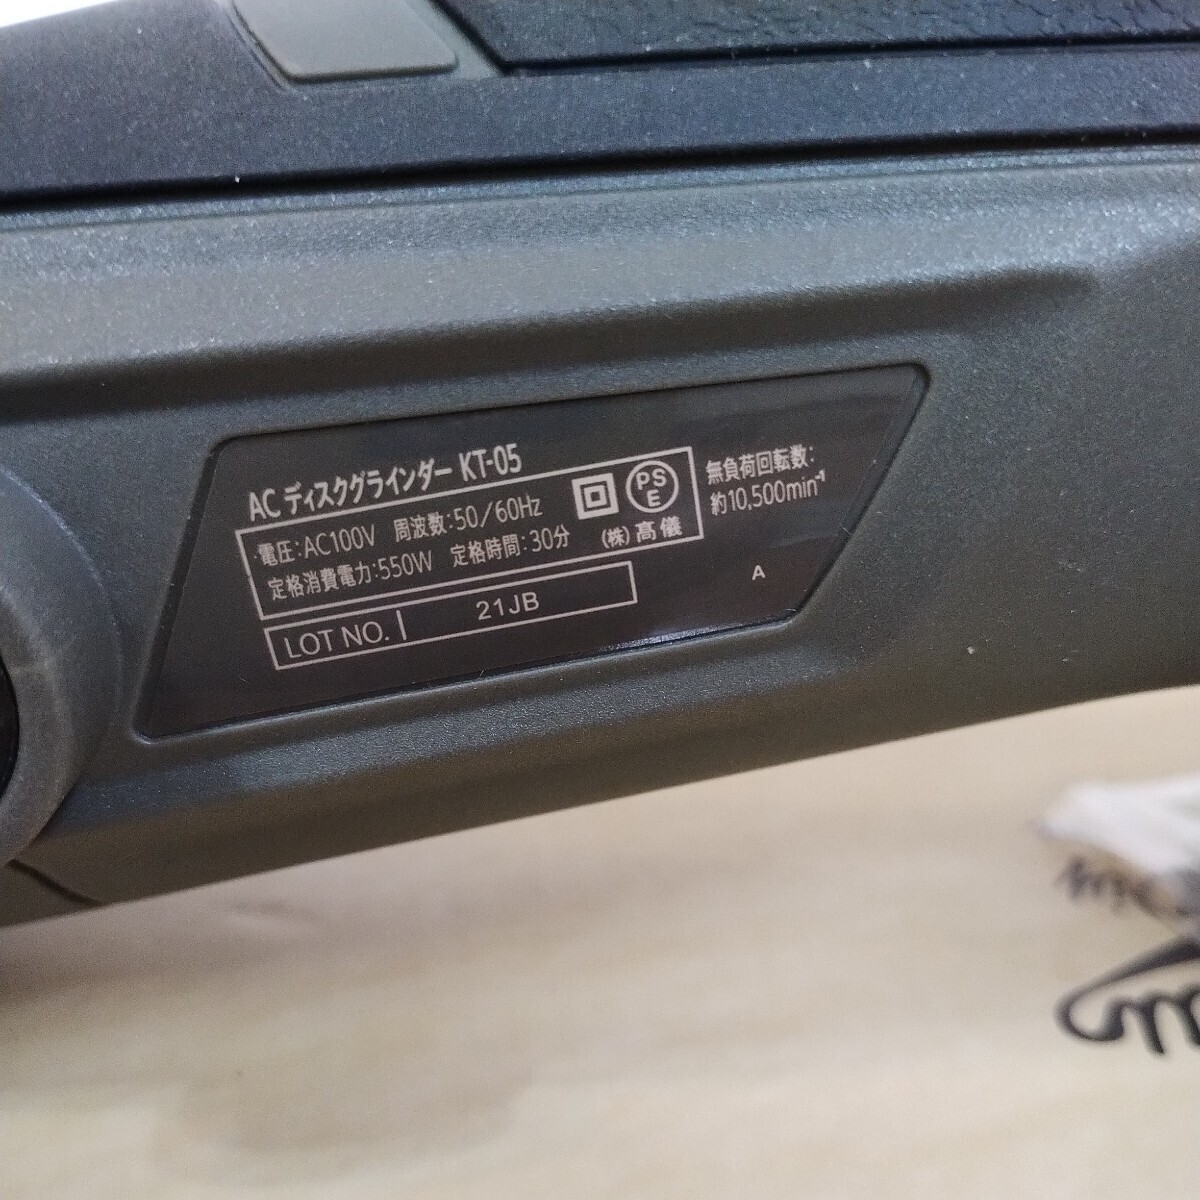 AC ディスクグラインダー KT-05
電圧:AC100V 周波数:50/60Hz
定格消費電力:550W 定格時間:30分
PS
E
(株)高儀
無負荷回転数:
約10,500min⁻¹
LOT NO. 21JB
A